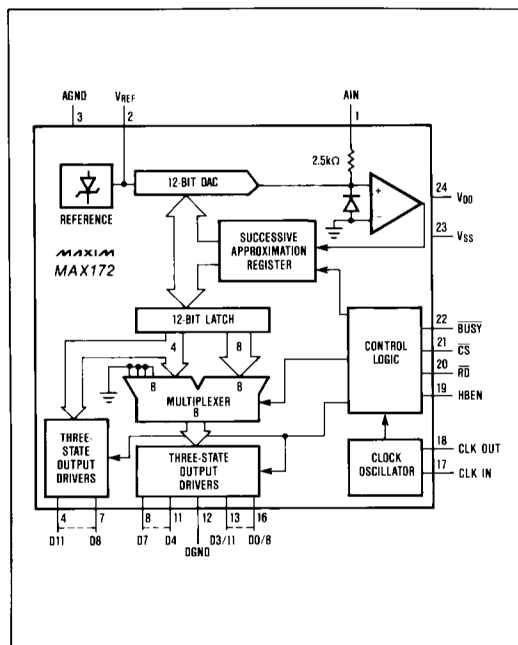 AGND
3
VREF
2
AIN
1
2.5kΩ
REFERENCE
12-BIT DAC
+
−
24
VDD
23
VSS
MAXIM
MAX172
SUCCESSIVE
APPROXIMATION
REGISTER
12-BIT LATCH
4
8
8
8
MULTIPLEXER
8
CONTROL
LOGIC
22
BUSY
21
CS
20
RD
19
HBEN
THREE-
STATE
OUTPUT
DRIVERS
THREE-STATE
OUTPUT
DRIVERS
CLOCK
OSCILLATOR
18
CLK OUT
17
CLK IN
4
7
8
11
12
13
16
D11
D8
D7
D4
DGND
D3/11
D0/8